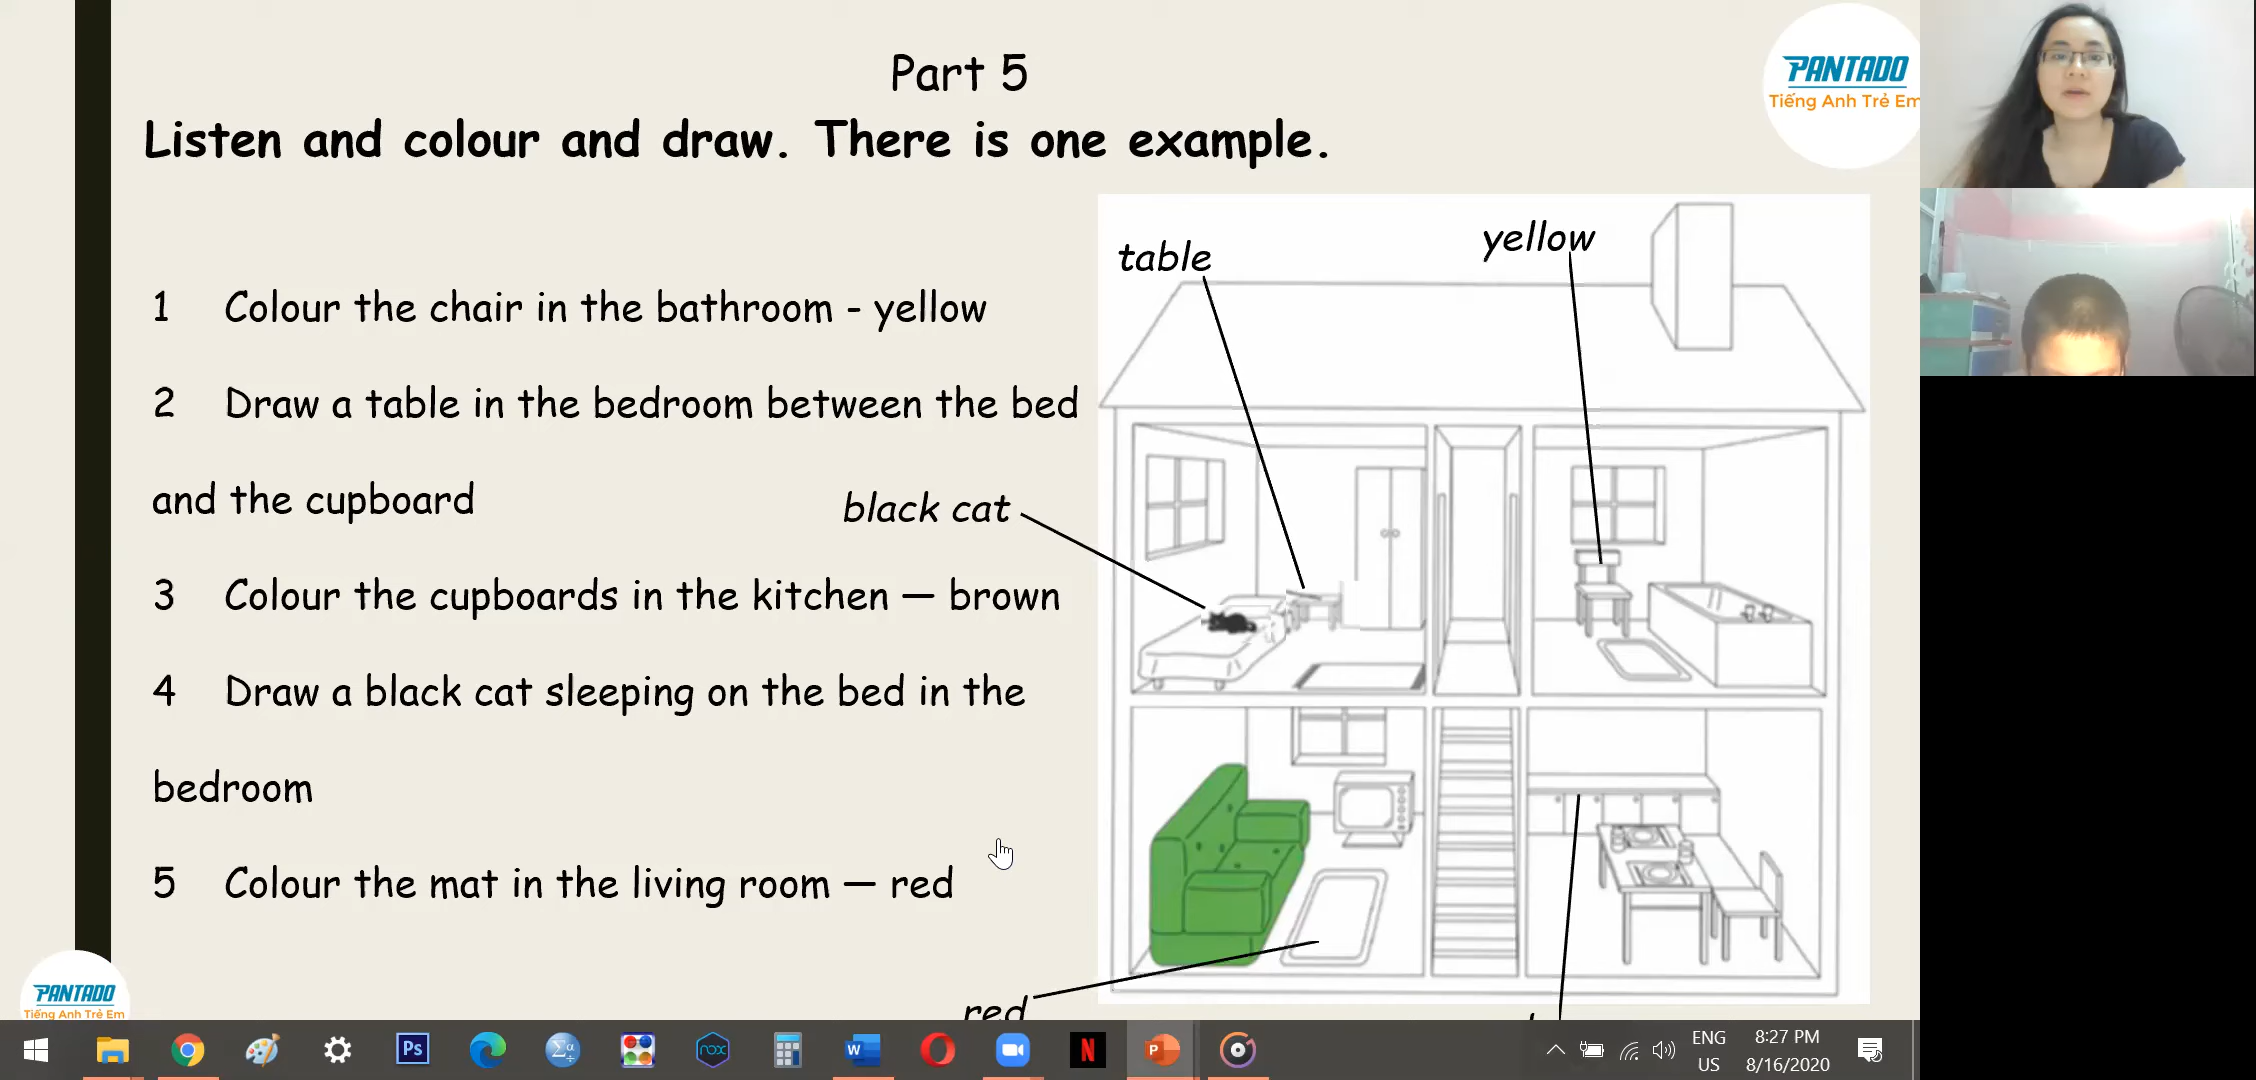 Part 5
PANTADO
Tiếng Anh Trẻ Em
Listen and colour and draw. There is one example.
table
yellow
1 Colour the chair in the bathroom - yellow
2 Draw a table in the bedroom between the bed
and the cupboard
black cat
3 Colour the cupboards in the kitchen — brown
4 Draw a black cat sleeping on the bed in the
bedroom
5 Colour the mat in the living room — red
red
PANTADO
Tiếng Anh Trẻ Em
Ps
Σα
nox
W
N
P
ENG
US
8:27 PM
8/16/2020